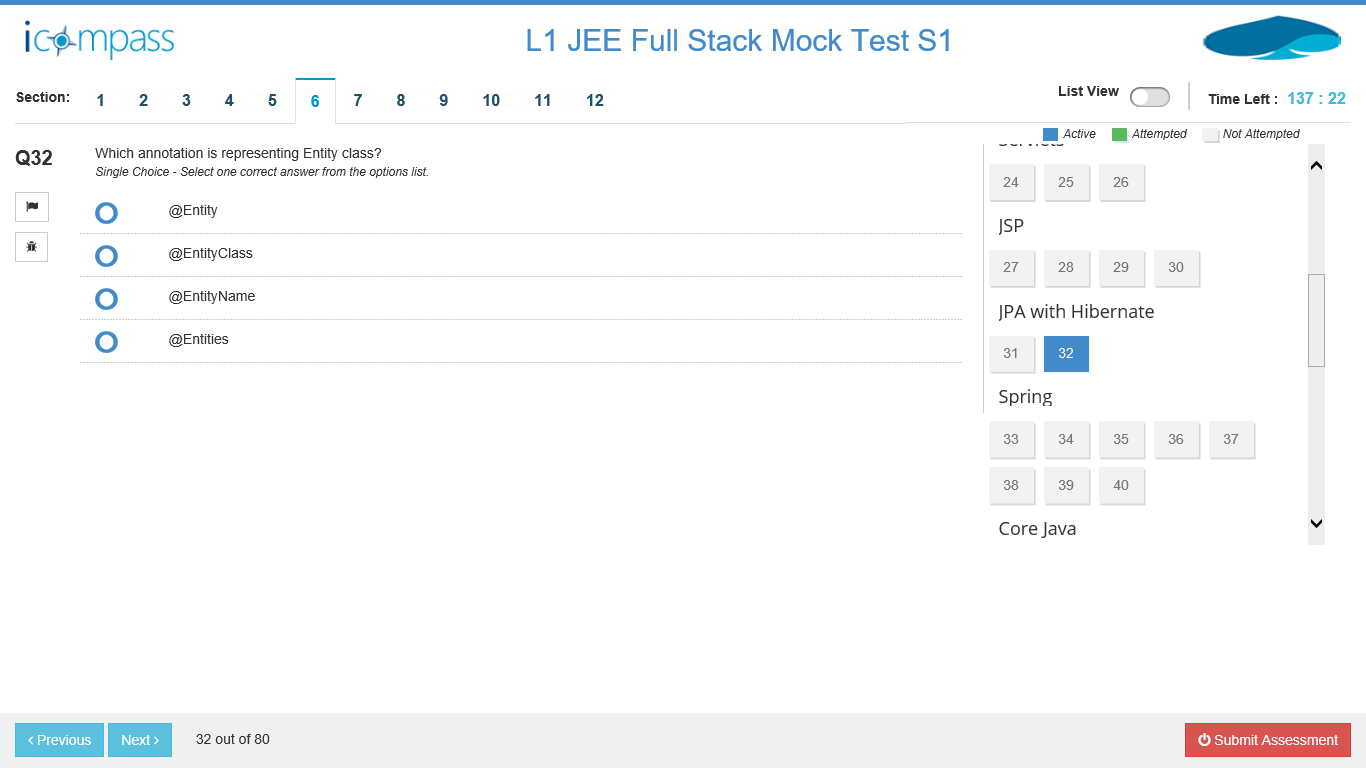 icompass
L1 JEE Full Stack Mock Test S1
Section: 1 2 3 4 5 6 7 8 9 10 11 12
List View
Time Left : 137 : 22
Active Attempted Not Attempted
Q32
Which annotation is representing Entity class?
Single Choice - Select one correct answer from the options list.
@Entity
@EntityClass
@EntityName
@Entities
Servlets
24 25 26
JSP
27 28 29 30
JPA with Hibernate
31 32
Spring
33 34 35 36 37
38 39 40
Core Java
Previous Next 32 out of 80
Submit Assessment